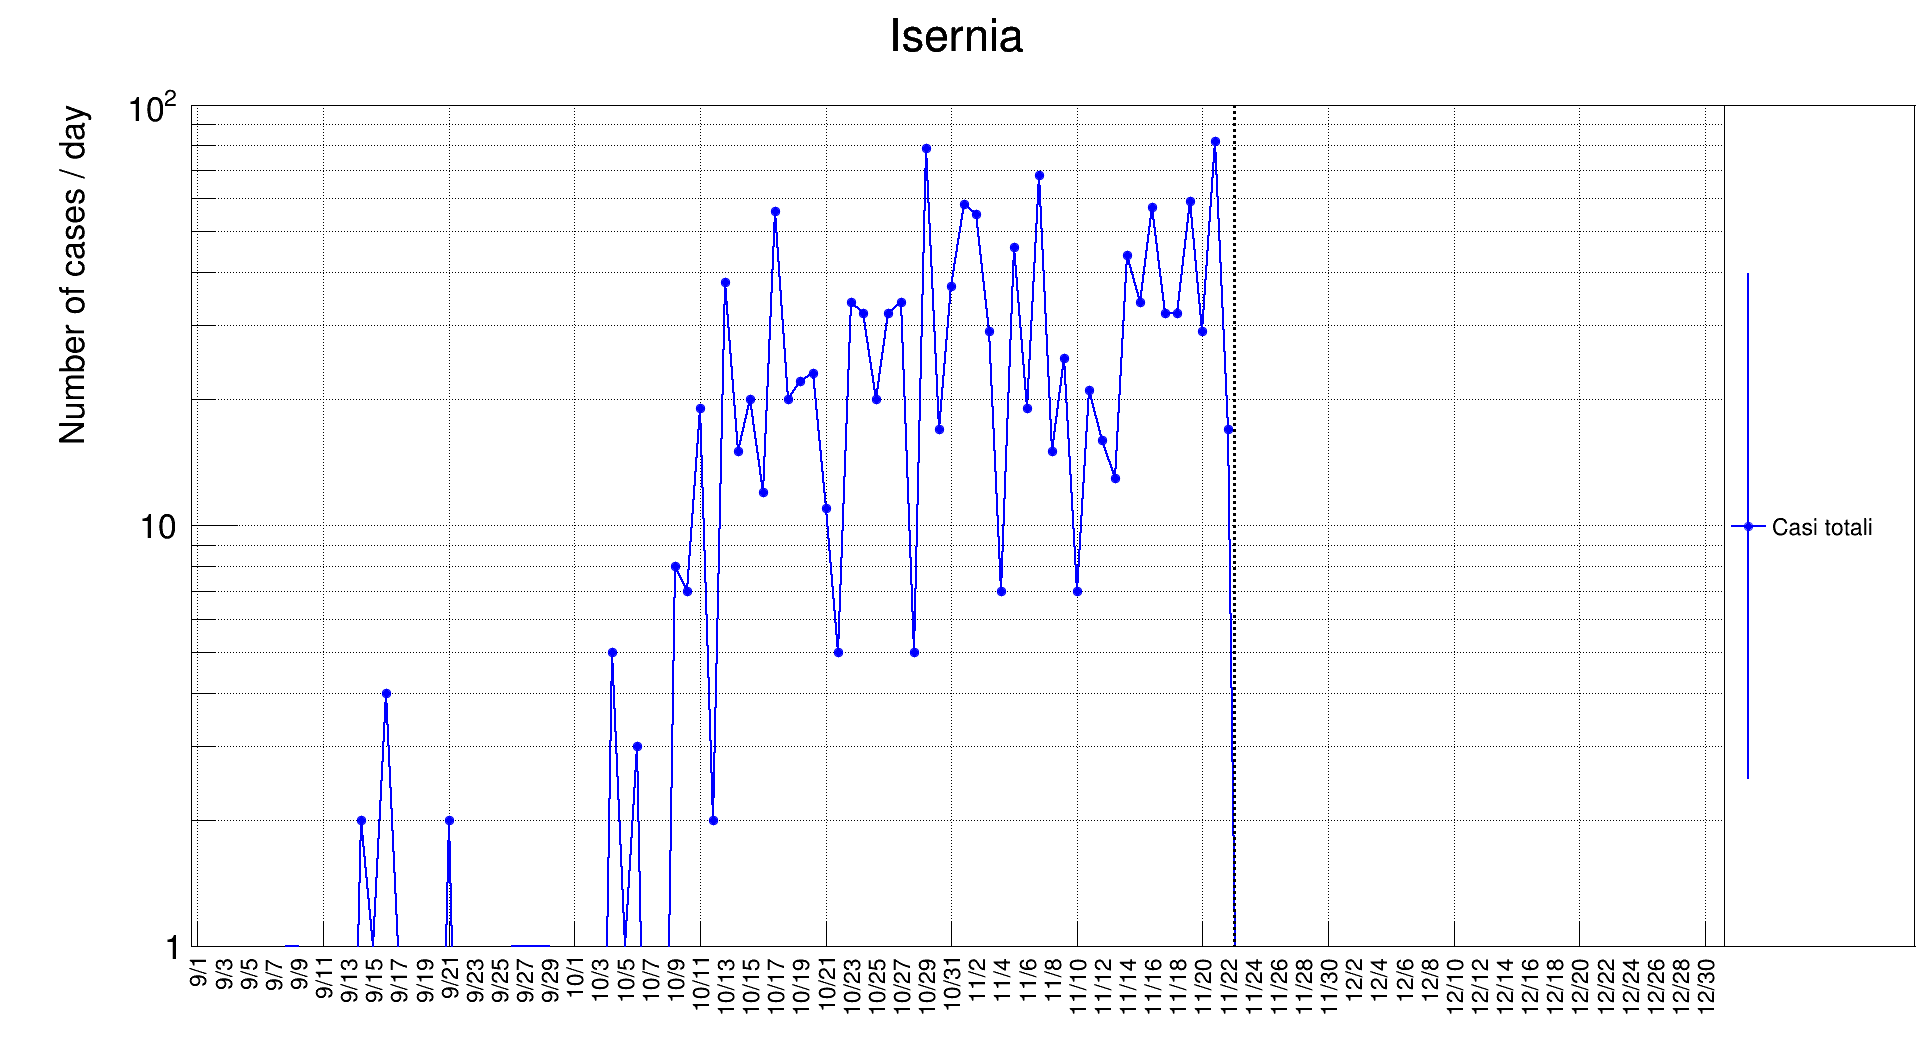 Isernia
Number of cases / day
10²
10
1
Casi totali
9/1 9/3 9/5 9/7 9/9 9/11 9/13 9/15 9/17 9/19 9/21 9/23 9/25 9/27 9/29 10/1 10/3 10/5 10/7 10/9 10/11 10/13 10/15 10/17 10/19 10/21 10/23 10/25 10/27 10/29 10/31 11/2 11/4 11/6 11/8 11/10 11/12 11/14 11/16 11/18 11/20 11/22 11/24 11/26 11/28 11/30 12/2 12/4 12/6 12/8 12/10 12/12 12/14 12/16 12/18 12/20 12/22 12/24 12/26 12/28 12/30